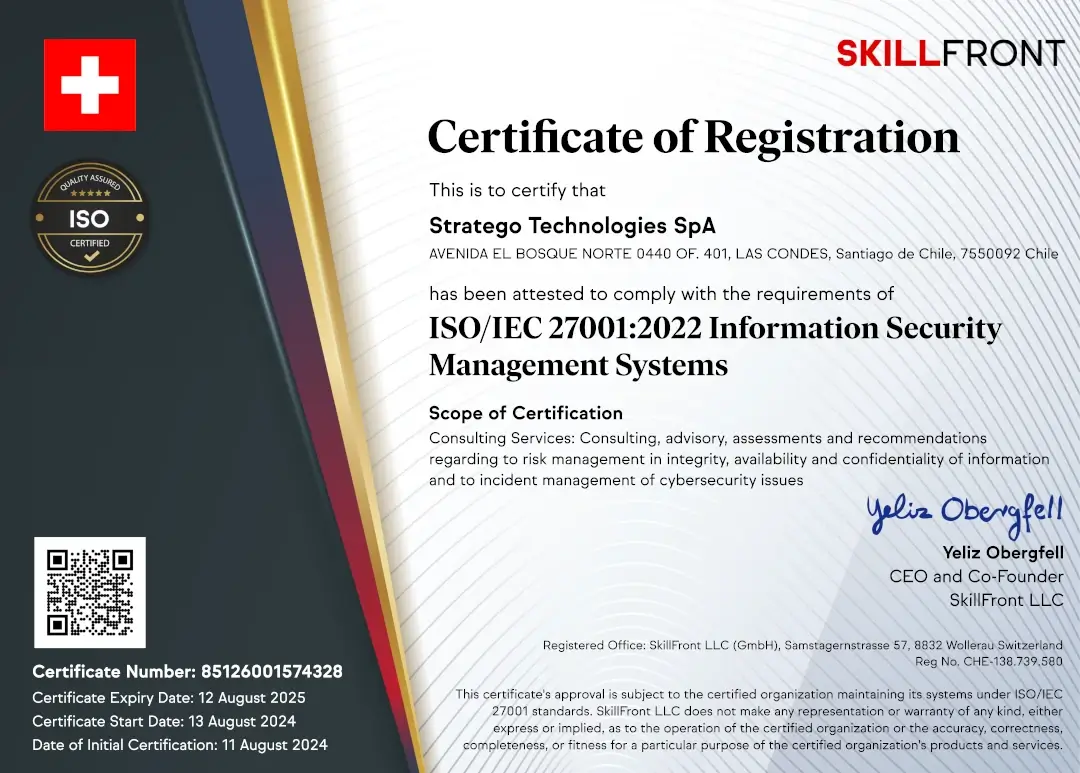 SKILLFRONT
QUALITY ASSURED
ISO
CERTIFIED
Certificate of Registration
This is to certify that
Stratego Technologies SpA
AVENIDA EL BOSQUE NORTE 0440 OF. 401, LAS CONDES, Santiago de Chile, 7550092 Chile
has been attested to comply with the requirements of
ISO/IEC 27001:2022 Information Security
Management Systems
Scope of Certification
Consulting Services: Consulting, advisory, assessments and recommendations
regarding to risk management in integrity, availability and confidentiality of information
and to incident management of cybersecurity issues
Yeliz Obergfell
Yeliz Obergfell
CEO and Co-Founder
SkillFront LLC
Registered Office: SkillFront LLC (GmbH), Samstagernstrasse 57, 8832 Wollerau Switzerland
Reg No. CHE-138.739.580
Certificate Number: 85126001574328
Certificate Expiry Date: 12 August 2025
Certificate Start Date: 13 August 2024
Date of Initial Certification: 11 August 2024
This certificate's approval is subject to the certified organization maintaining its systems under ISO/IEC
27001 standards. SkillFront LLC does not make any representation or warranty of any kind, either
express or implied, as to the operation of the certified organization or the accuracy, correctness,
completeness, or fitness for a particular purpose of the certified organization's products and services.